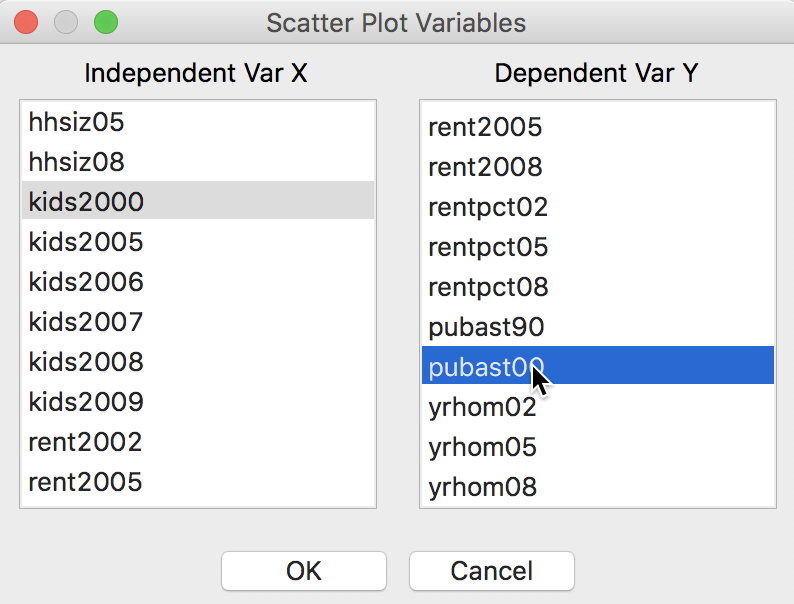 Scatter Plot Variables
Independent Var X
hhsiz05
hhsiz08
kids2000
kids2005
kids2006
kids2007
kids2008
kids2009
rent2002
rent2005
Dependent Var Y
rent2005
rent2008
rentpct02
rentpct05
rentpct08
pubast90
pubast00
yrhom02
yrhom05
yrhom08
OK
Cancel